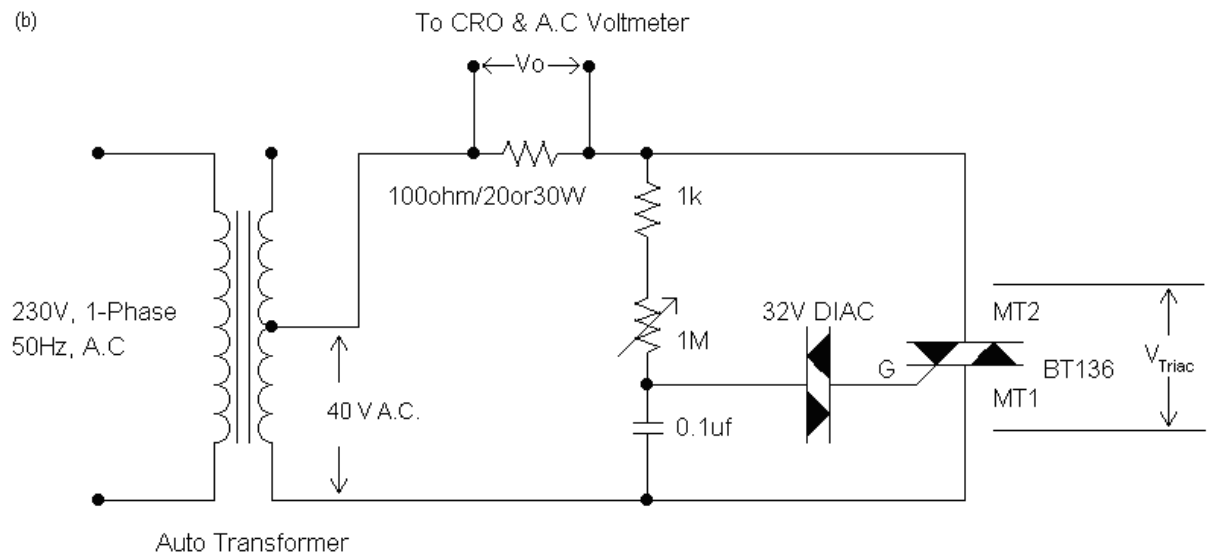 (b)
To CRO & A.C Voltmeter
Vo
100ohm/20or30W
1k
230V, 1-Phase
50Hz, A.C
1M
32V DIAC
MT2
G
BT136
VTriac
MT1
40 V A.C.
0.1uf
Auto Transformer